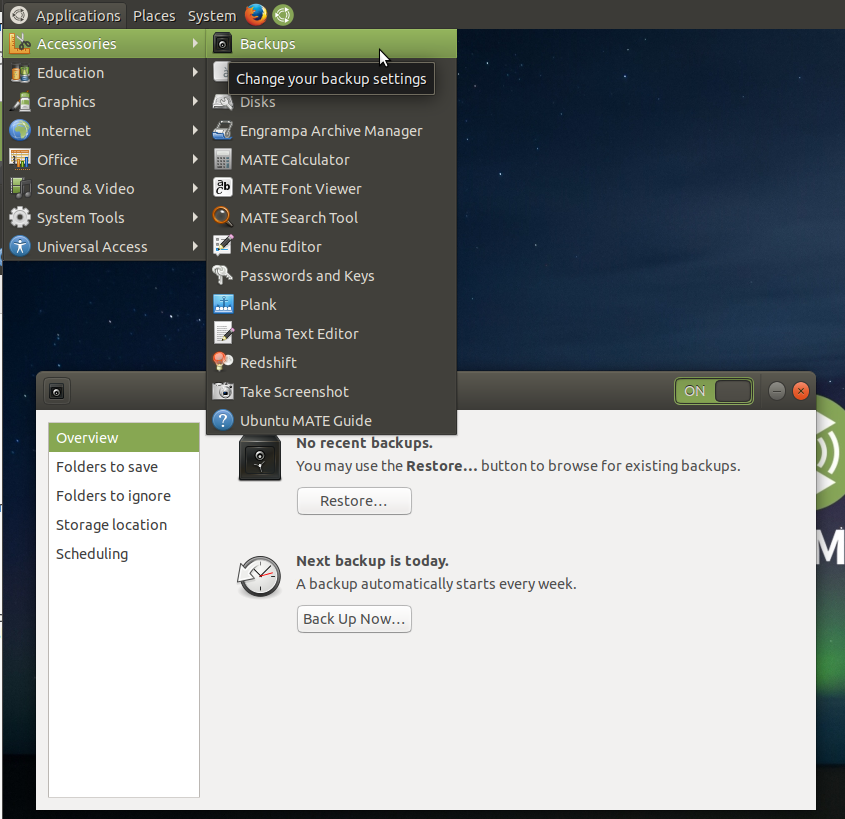 Applications Places System
Accessories
Education
Graphics
Internet
Office
Sound & Video
System Tools
Universal Access
Backups
Change your backup settings
Disks
Engrampa Archive Manager
MATE Calculator
abc
MATE Font Viewer
MATE Search Tool
Menu Editor
Passwords and Keys
Plank
Pluma Text Editor
Redshift
Take Screenshot
? Ubuntu MATE Guide
ON
Overview
Folders to save
Folders to ignore
Storage location
Scheduling
No recent backups.
You may use the Restore... button to browse for existing backups.
Restore...
Next backup is today.
A backup automatically starts every week.
Back Up Now...
M